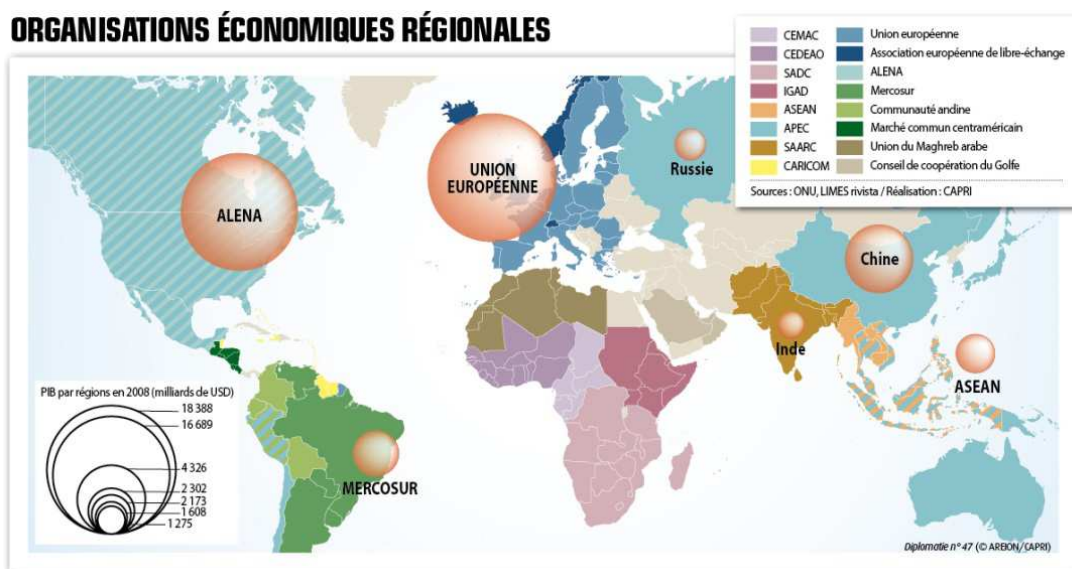 ORGANISATIONS ÉCONOMIQUES RÉGIONALES
CEMAC
CEDEAO
SADC
IGAD
ASEAN
APEC
SAARC
CARICOM
Union européenne
Association européenne de libre-échange
ALENA
Mercosur
Communauté andine
Marché commun centraméricain
Union du Maghreb arabe
Conseil de coopération du Golfe
Sources : ONU, LIMES rivista / Réalisation : CAPRI
ALENA
UNION
EUROPÉENNE
Russie
Chine
Inde
ASEAN
MERCOSUR
PIB par régions en 2008 (milliards de USD)
18 388
16 689
4 326
2 302
2 173
1 608
1 275
Diplomatie n° 47 (© AREION/CAPRI)